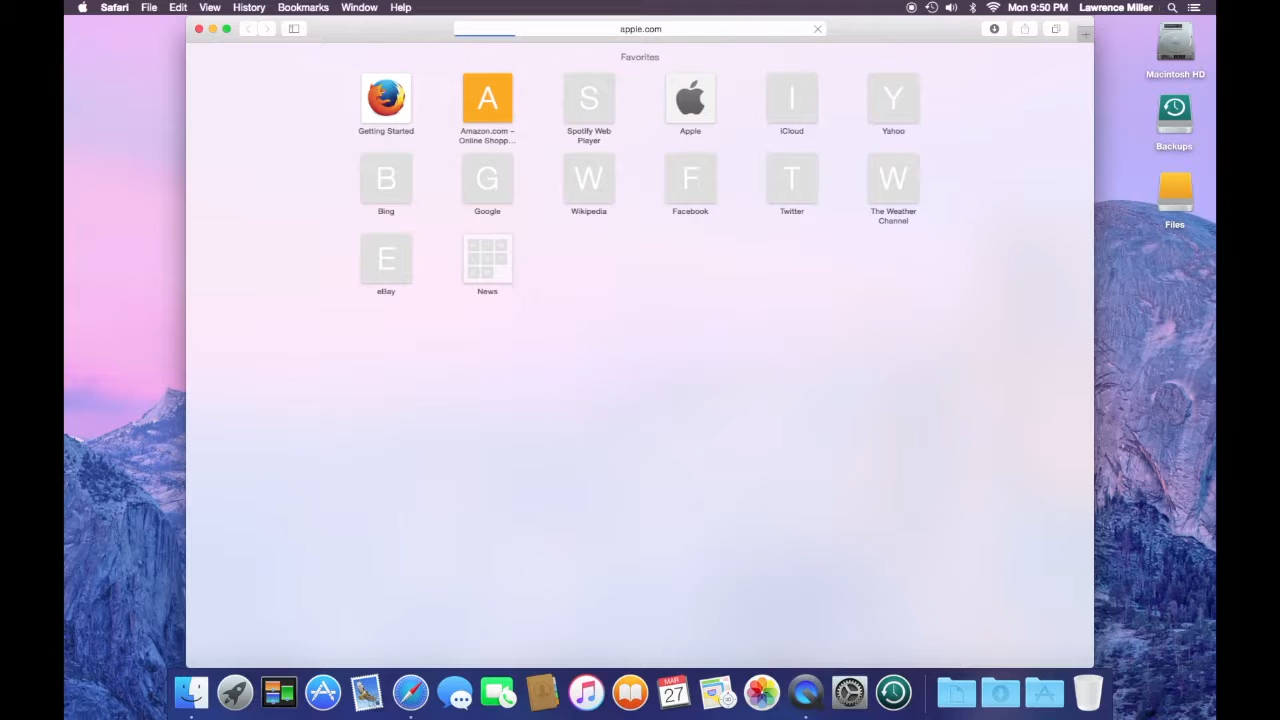 Safari File Edit View History Bookmarks Window Help Mon 9:50 PM Lawrence Miller
apple.com
Macintosh HD
Favorites
A S I Y
Getting Started Amazon.com – Spotify Web Apple iCloud Yahoo
Online Shopp... Player
Backups
B G W F T W
Bing Google Wikipedia Facebook Twitter The Weather
Channel
Files
E
eBay News
MAR
27